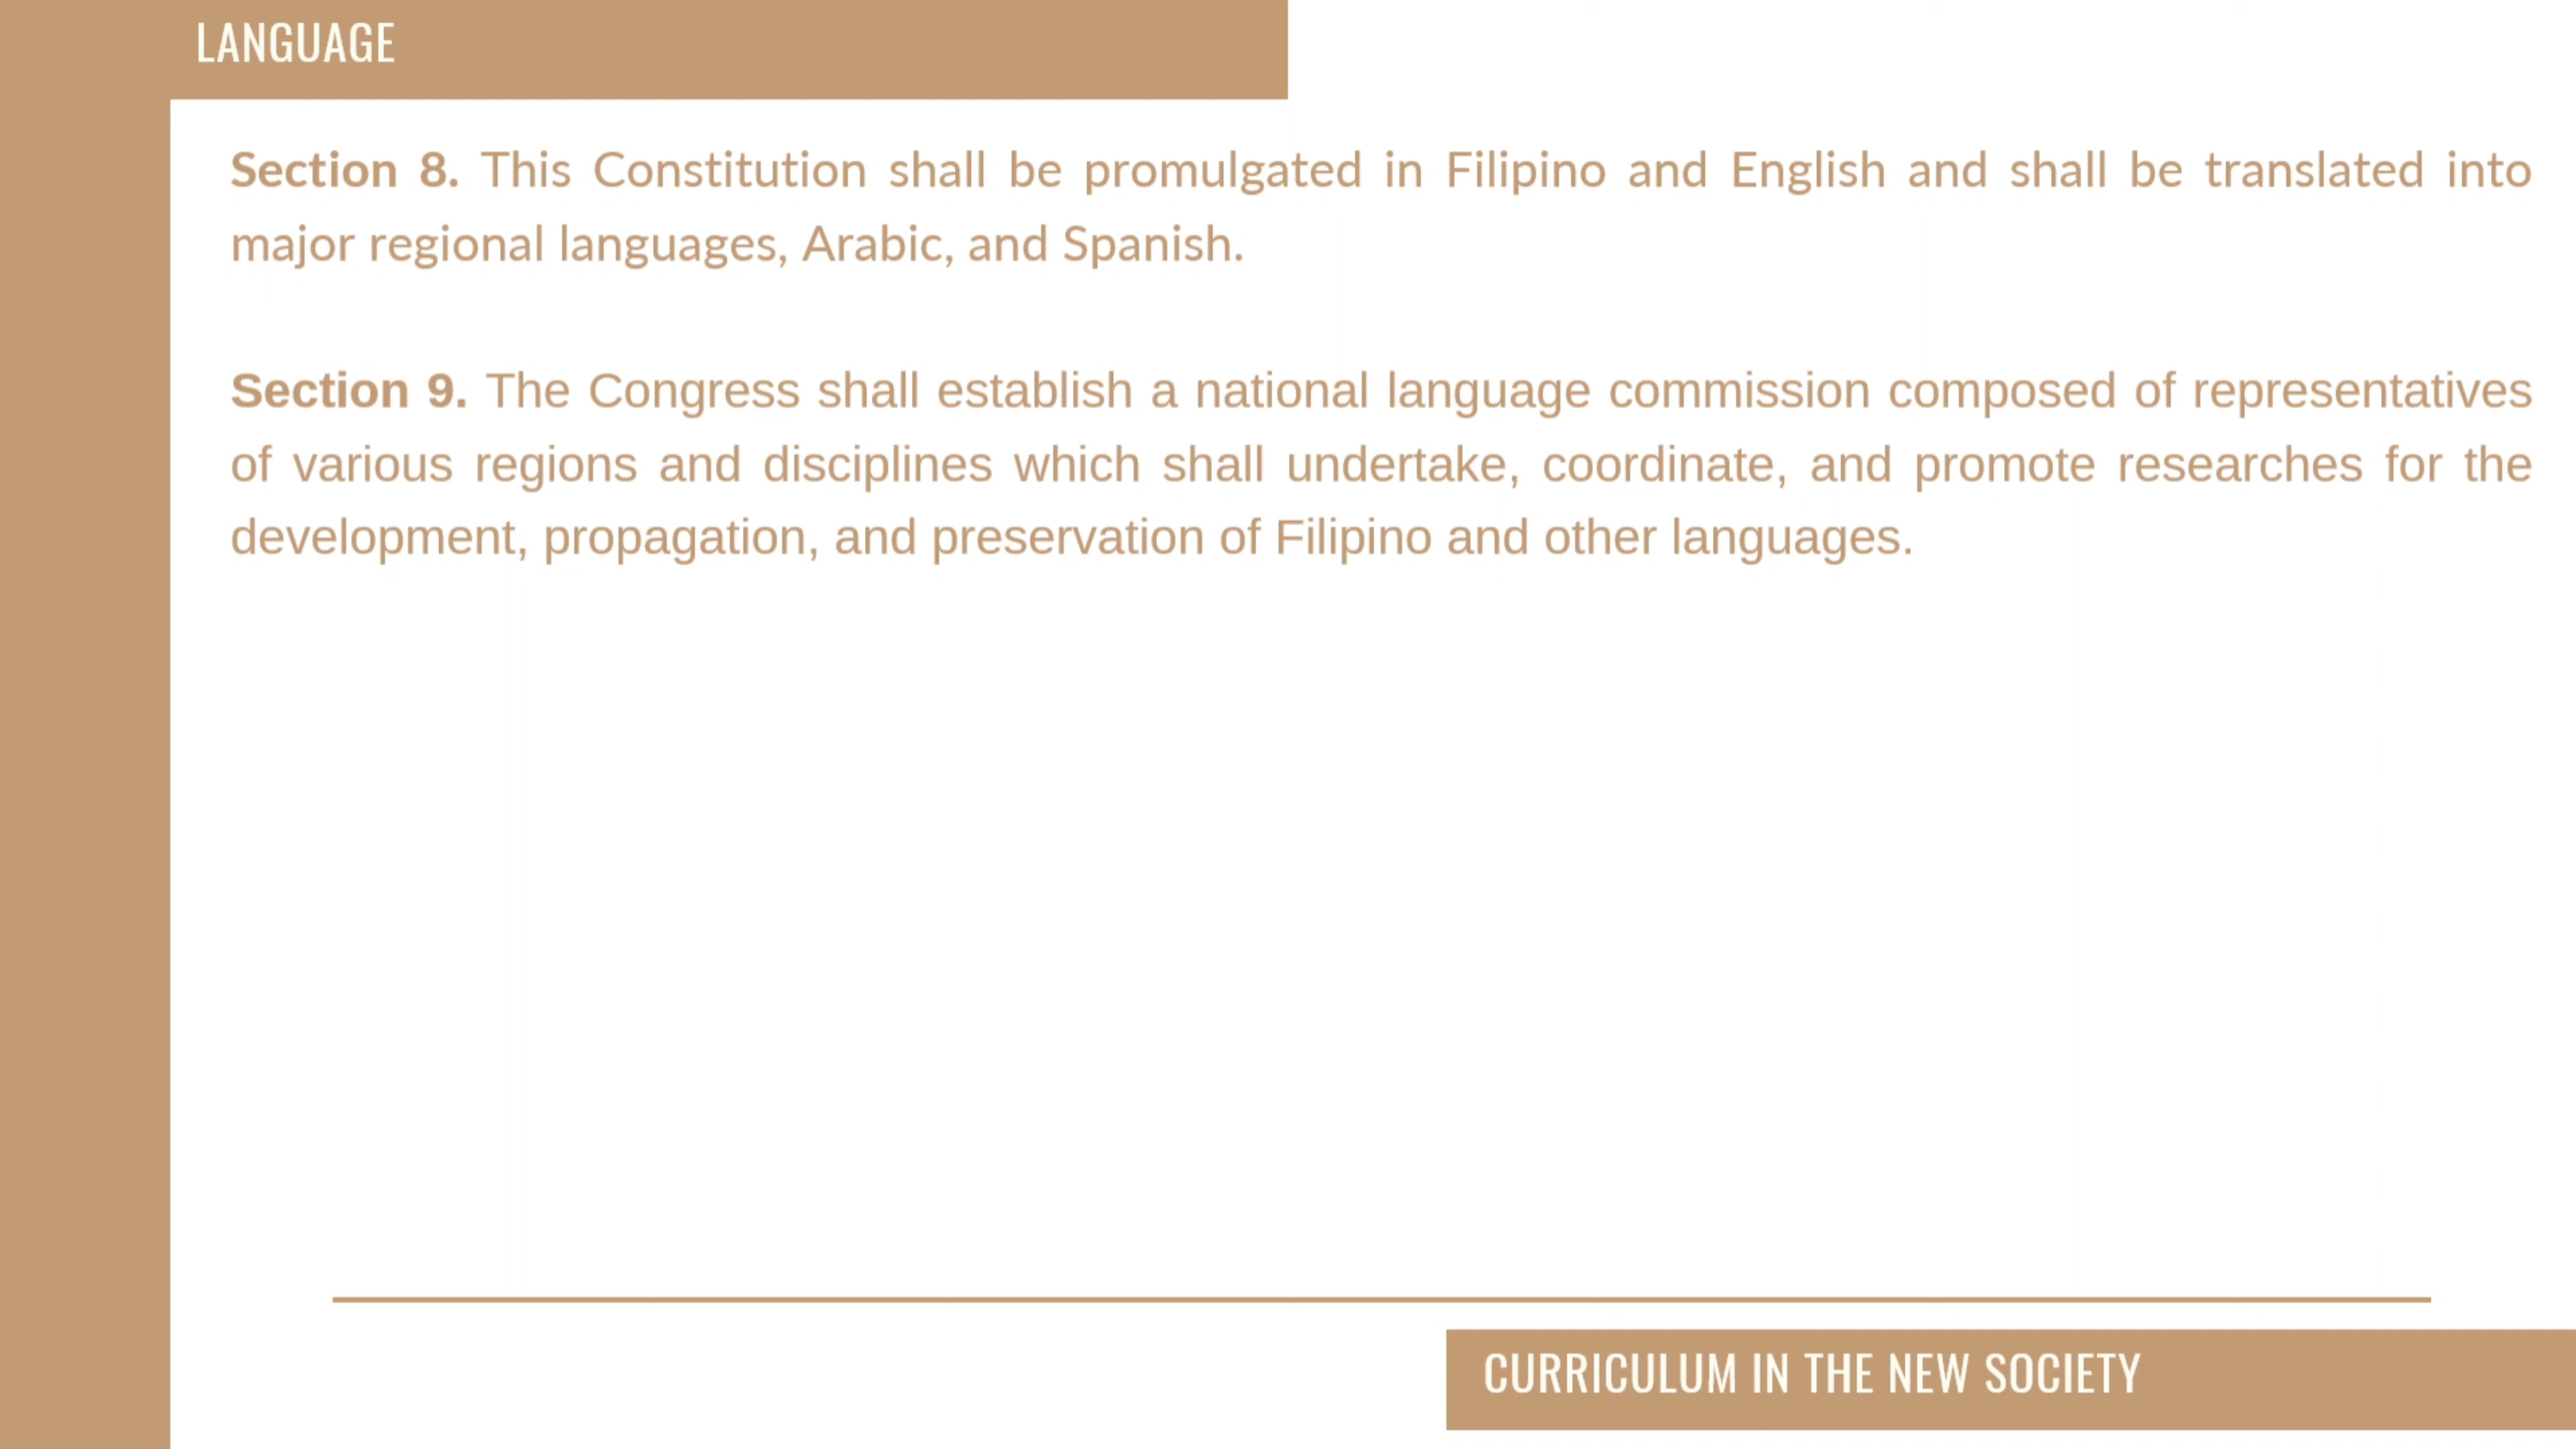 LANGUAGE
Section 8. This Constitution shall be promulgated in Filipino and English and shall be translated into
major regional languages, Arabic, and Spanish.
Section 9. The Congress shall establish a national language commission composed of representatives
of various regions and disciplines which shall undertake, coordinate, and promote researches for the
development, propagation, and preservation of Filipino and other languages.
CURRICULUM IN THE NEW SOCIETY